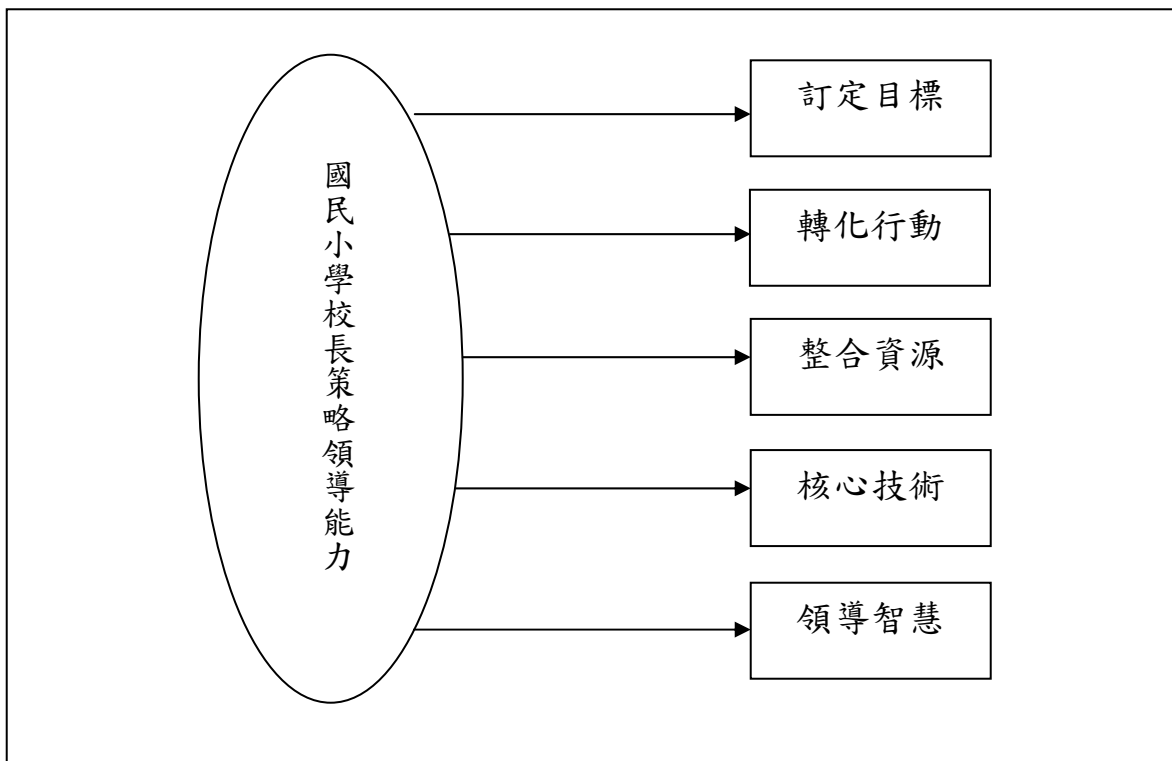 國民小學校長策略領導能力
訂定目標
轉化行動
整合資源
核心技術
領導智慧